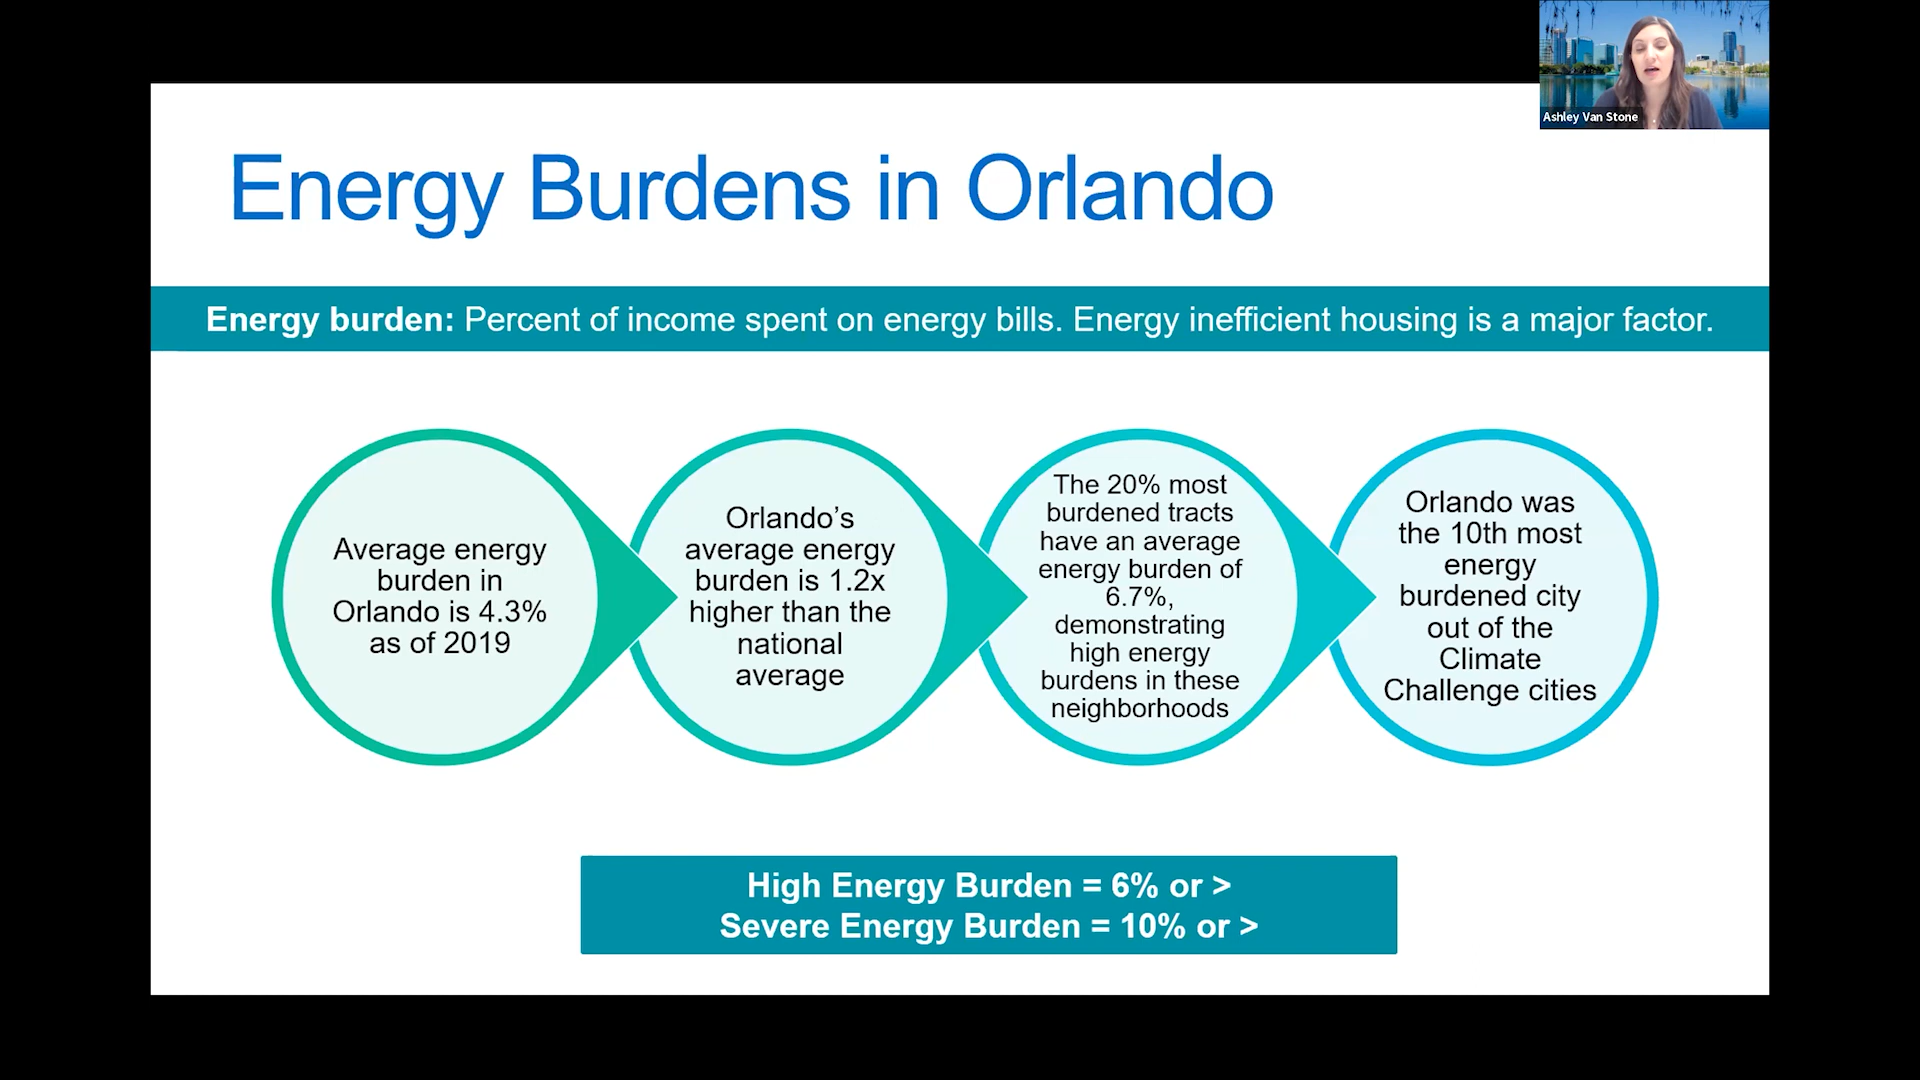 Ashley Van Stone
Energy Burdens in Orlando
Energy burden: Percent of income spent on energy bills. Energy inefficient housing is a major factor.
Average energy
burden in
Orlando is 4.3%
as of 2019
Orlando’s
average energy
burden is 1.2x
higher than the
national
average
The 20% most
burdened tracts
have an average
energy burden of
6.7%,
demonstrating
high energy
burdens in these
neighborhoods
Orlando was
the 10th most
energy
burdened city
out of the
Climate
Challenge cities
High Energy Burden = 6% or >
Severe Energy Burden = 10% or >